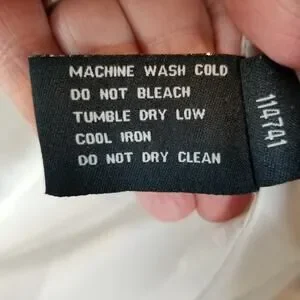 MACHINE WASH COLD
DO NOT BLEACH
TUMBLE DRY LOW
COOL IRON
DO NOT DRY CLEAN
114741